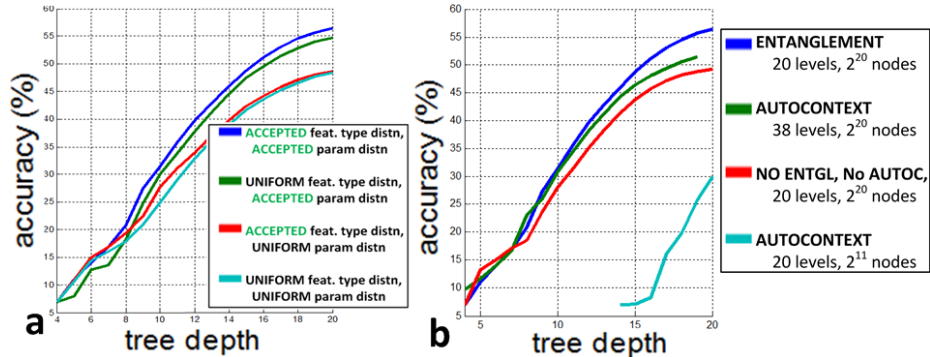 60
55
50
45
40
35
30
25
20
15
10
5
4 6 8 10 12 14 16 18 20
accuracy (%)
tree depth
a
ACCEPTED feat. type distn,
ACCEPTED param distn
UNIFORM feat. type distn,
ACCEPTED param distn
ACCEPTED feat. type distn,
UNIFORM param distn
UNIFORM feat. type distn,
UNIFORM param distn
60
55
50
45
40
35
30
25
20
15
10
5
5 10 15 20
accuracy (%)
tree depth
b
ENTANGLEMENT
20 levels, 2^20 nodes
AUTOCONTEXT
38 levels, 2^20 nodes
NO ENTGL, No AUTOC,
20 levels, 2^20 nodes
AUTOCONTEXT
20 levels, 2^11 nodes